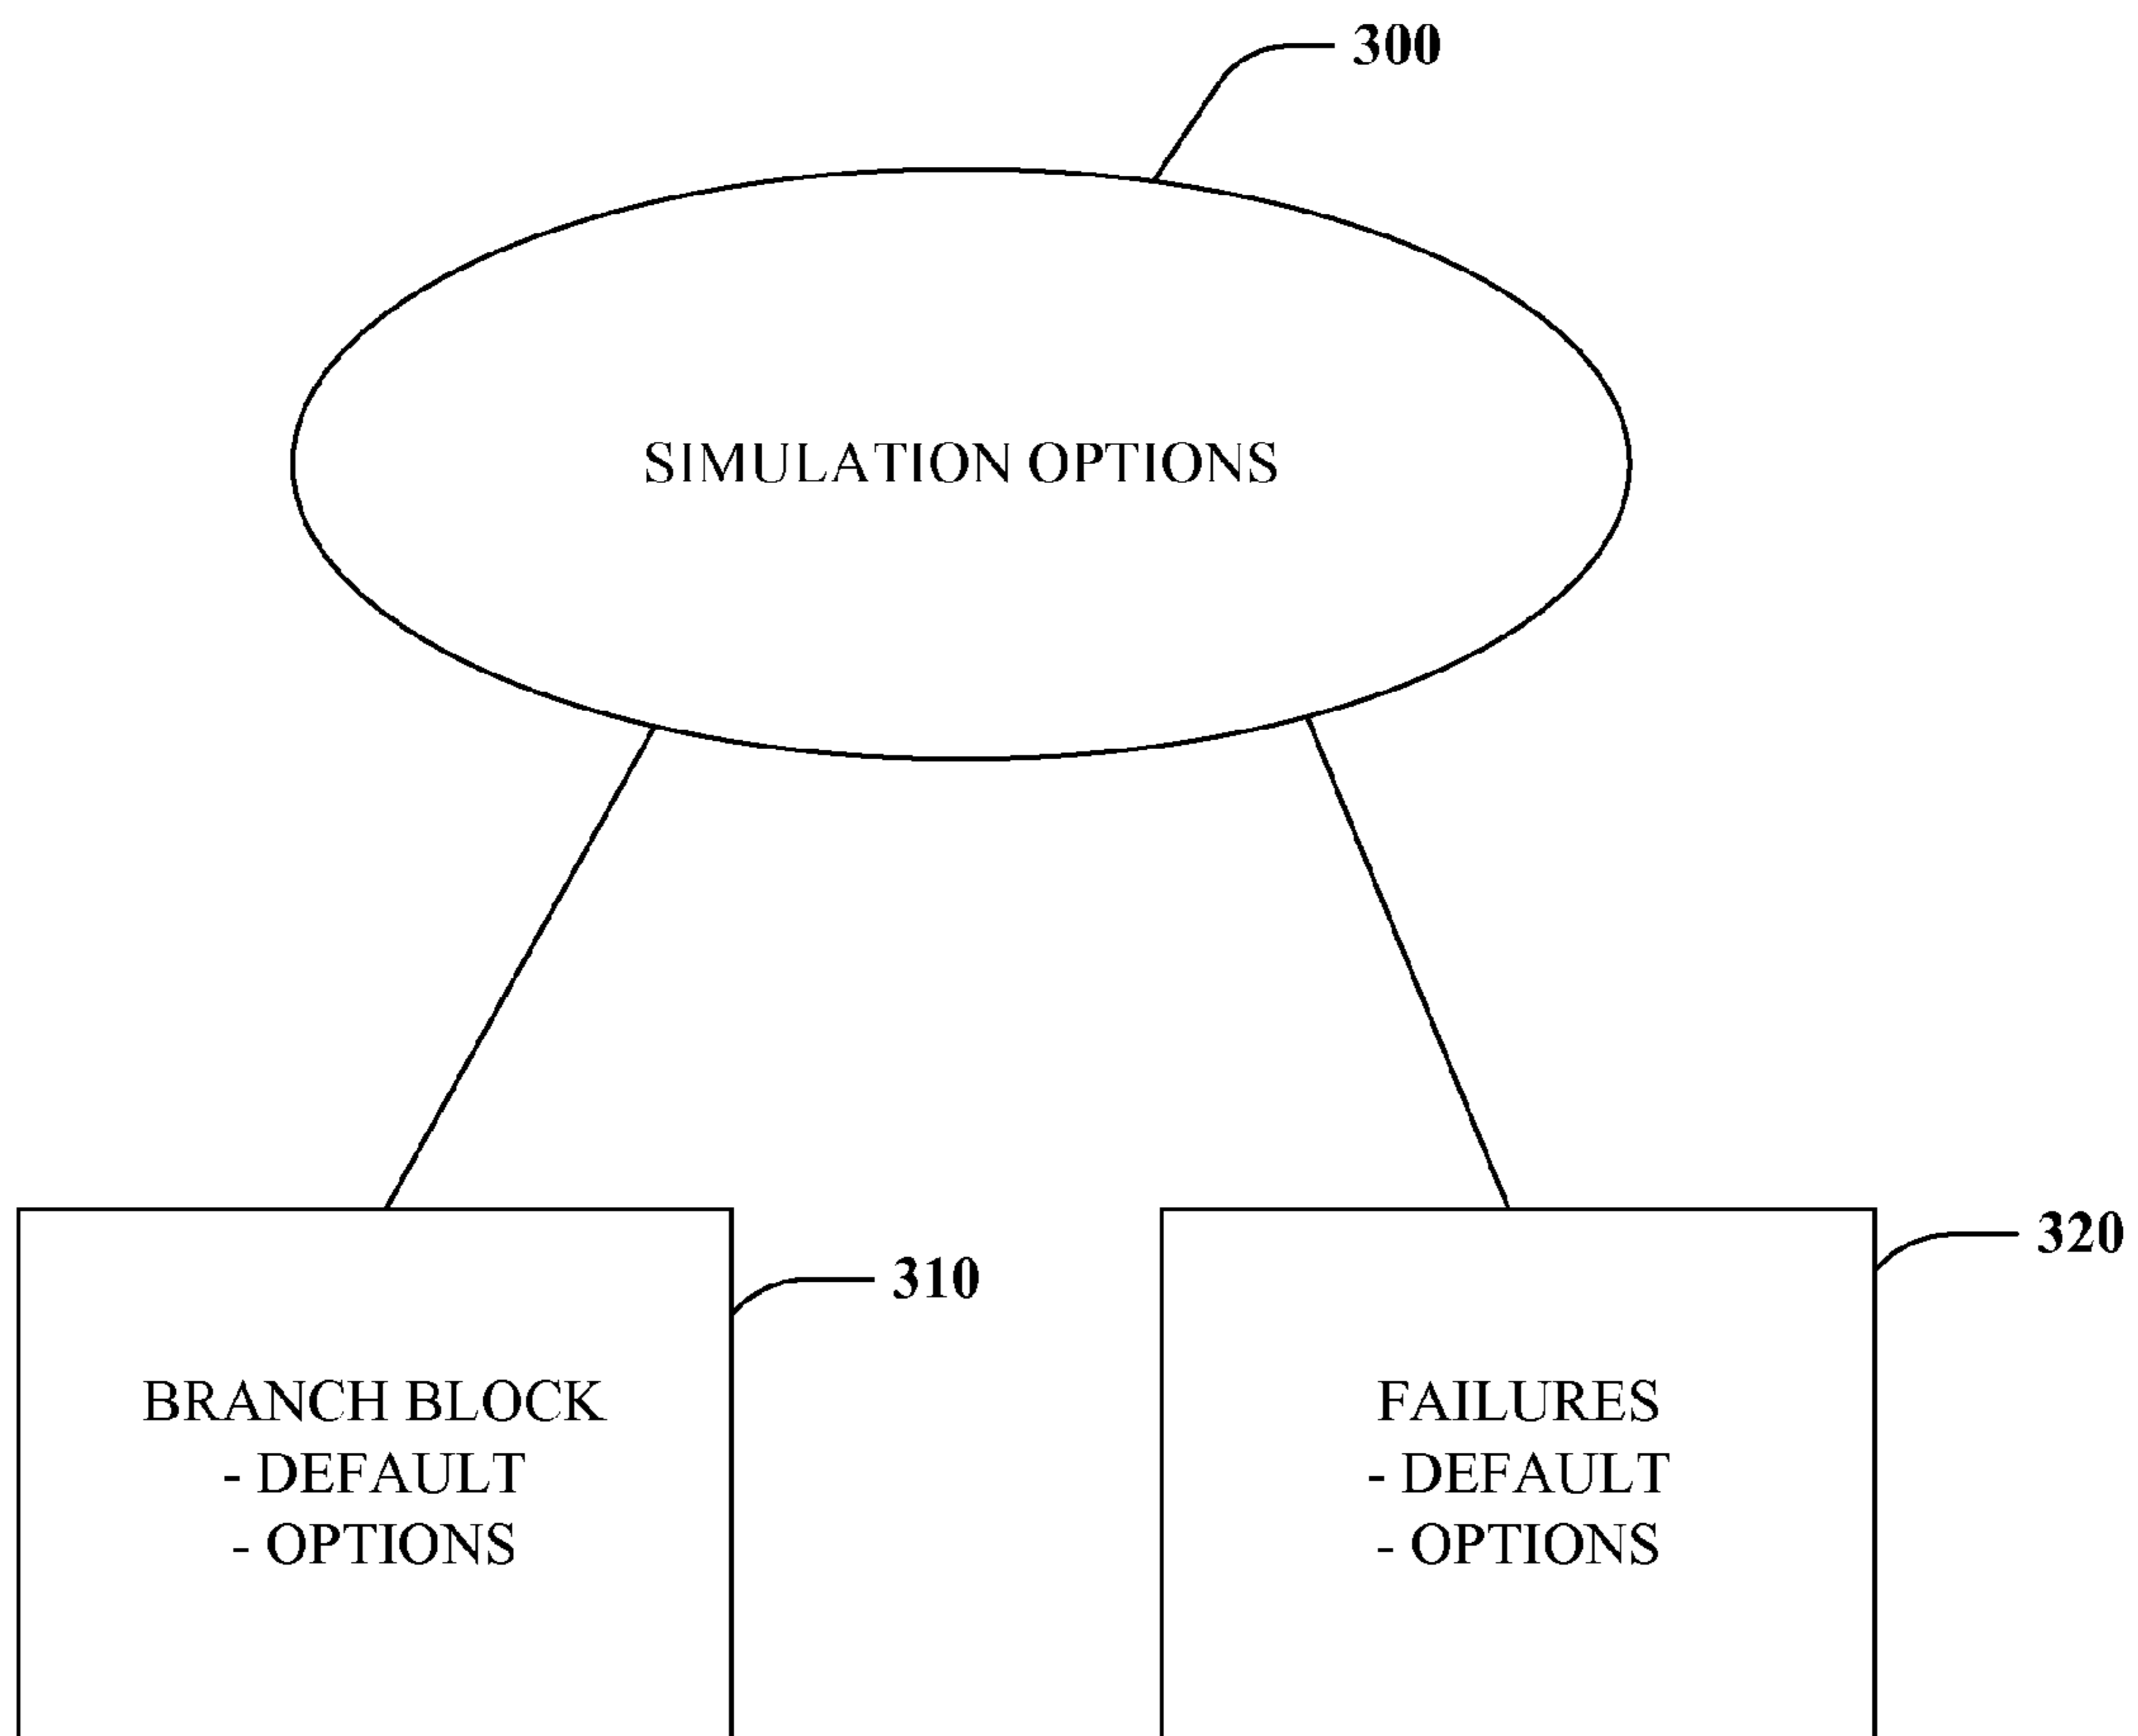 300
SIMULATION OPTIONS
310
320
BRANCH BLOCK
- DEFAULT
- OPTIONS
FAILURES
- DEFAULT
- OPTIONS